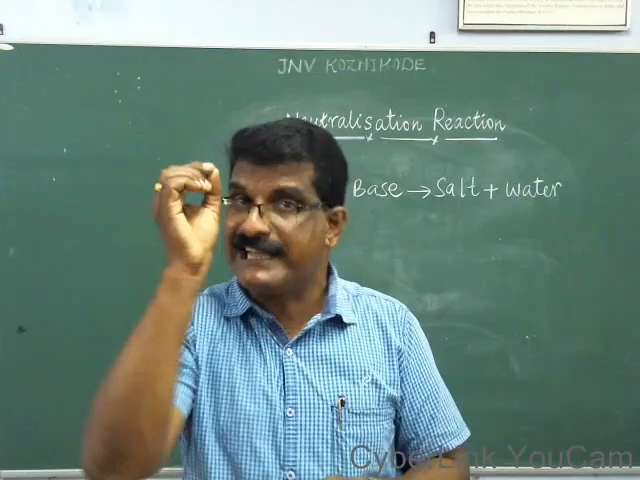 JNV KOZHIKODE
Neutralisation Reaction
Base → Salt + water
CyberLink YouCam